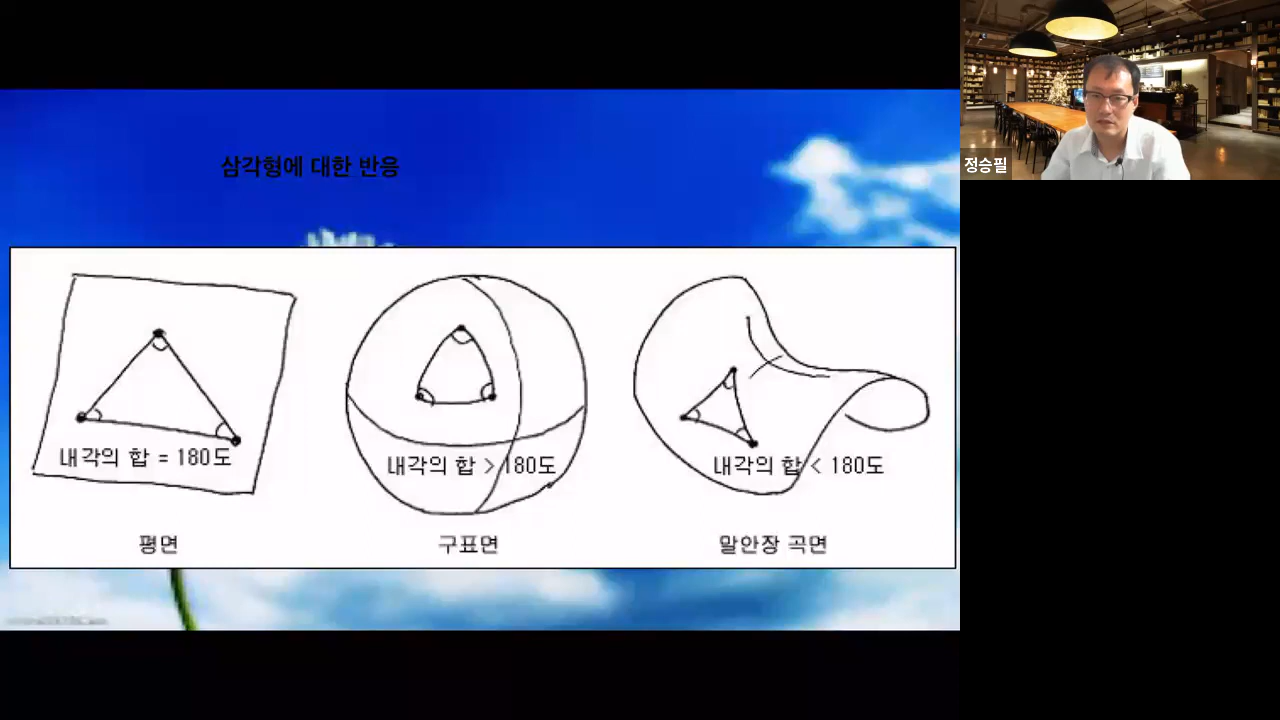 삼각형에 대한 반응
내각의 합 = 180도
내각의 합 > 180도
내각의 합 < 180도
평면
구표면
말안장 곡면
정승필